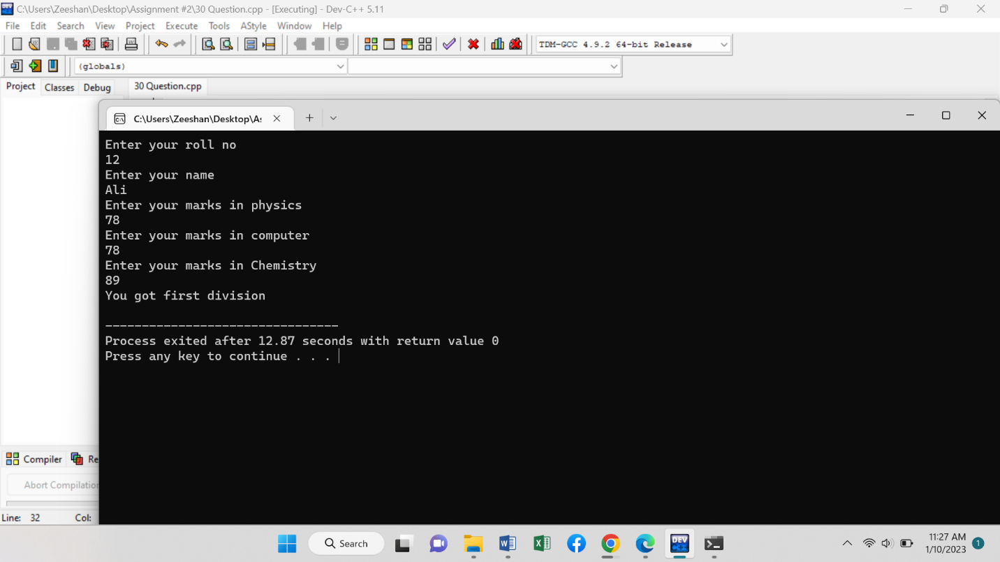 C:\Users\Zeeshan\Desktop\Assignment #2\30 Question.cpp - [Executing] - Dev-C++ 5.11
File Edit Search View Project Execute Tools AStyle Window Help
TDM-GCC 4.9.2 64-bit Release
(globals)
Project Classes Debug 30 Question.cpp
C:\Users\Zeeshan\Desktop\A
Enter your roll no
12
Enter your name
Ali
Enter your marks in physics
78
Enter your marks in computer
78
Enter your marks in Chemistry
89
You got first division
--------------------------------
Process exited after 12.87 seconds with return value 0
Press any key to continue . . .
Compiler Re
Abort Compilation
Line: 32 Col:
Search
DEV
11:27 AM
1/10/2023
1